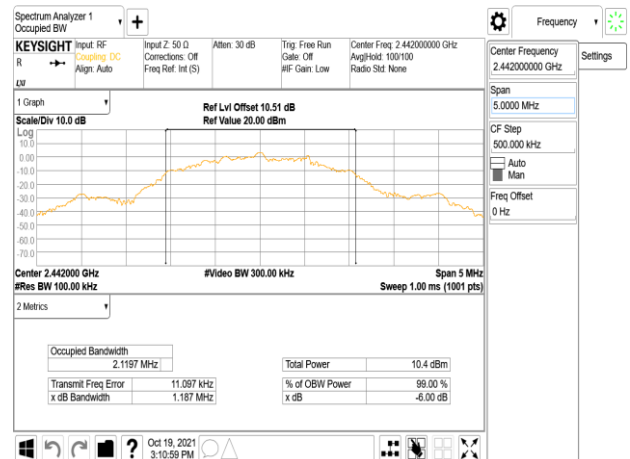 Spectrum Analyzer 1
Occupied BW
Frequency
KEYSIGHT
R
LXI
Input: RF
Coupling: DC
Align: Auto
Input Z: 50 Ω
Corrections: Off
Freq Ref: Int (S)
Atten: 30 dB
Trig: Free Run
Gate: Off
#IF Gain: Low
Center Freq: 2.442000000 GHz
Avg|Hold: 100/100
Radio Std: None
Center Frequency
2.442000000 GHz
Settings
Span
5.0000 MHz
CF Step
500.000 kHz
Auto
Man
Freq Offset
0 Hz
1 Graph
Ref Lvl Offset 10.51 dB
Scale/Div 10.0 dB
Ref Value 20.00 dBm
Log
10.0
0.00
-10.0
-20.0
-30.0
-40.0
-50.0
-60.0
-70.0
Center 2.442000 GHz
#Video BW 300.00 kHz
Span 5 MHz
#Res BW 100.00 kHz
Sweep 1.00 ms (1001 pts)
2 Metrics
Occupied Bandwidth
2.1197 MHz
Total Power 10.4 dBm
Transmit Freq Error 11.097 kHz
% of OBW Power 99.00 %
x dB Bandwidth 1.187 MHz
x dB -6.00 dB
?
Oct 19, 2021
3:10:59 PM